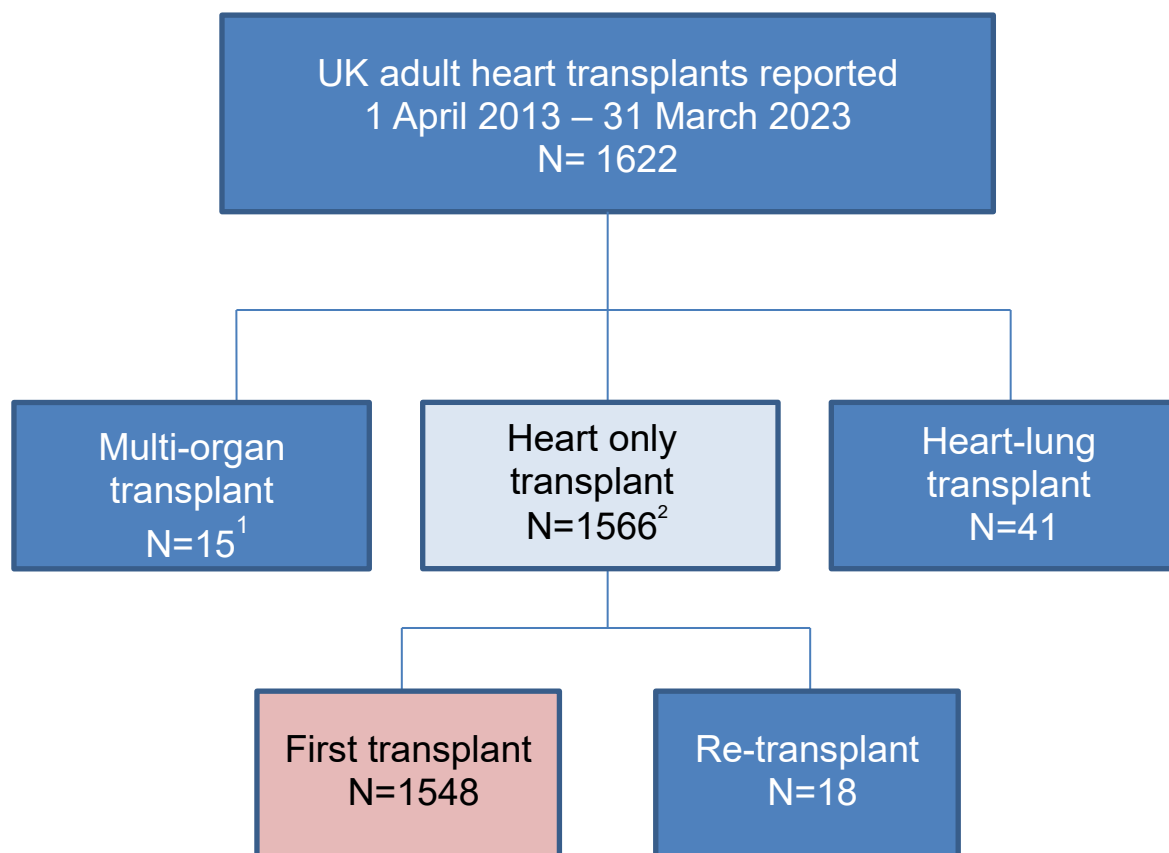 UK adult heart transplants reported
1 April 2013 – 31 March 2023
N= 1622
Multi-organ
transplant
N=15¹
Heart only
transplant
N=1566²
Heart-lung
transplant
N=41
First transplant
N=1548
Re-transplant
N=18